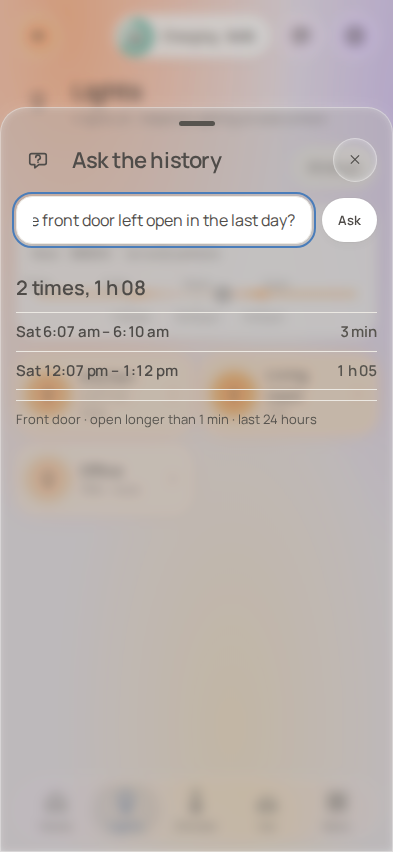 Lights
Ask the history
e front door left open in the last day?
Ask
2 times, 1 h 08
Sat 6:07 am – 6:10 am 3 min
Sat 12:07 pm – 1:12 pm 1 h 05
Front door · open longer than 1 min · last 24 hours